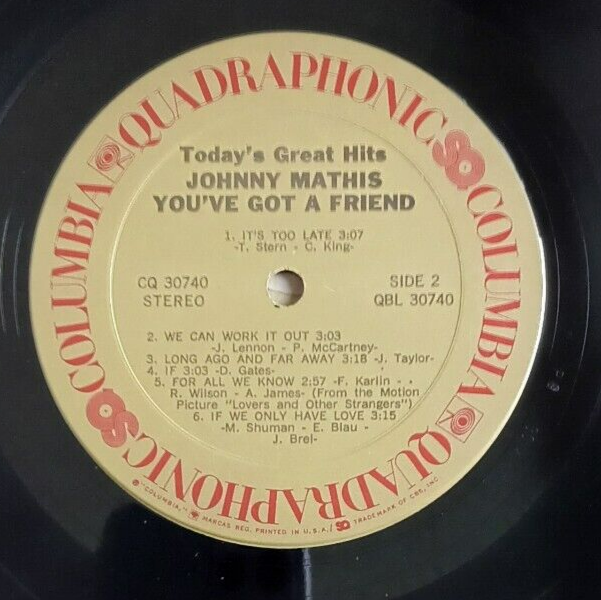 COLUMBIA QUADRAPHONIC SQ COLUMBIA QUADRAPHONIC SQ
Today's Great Hits
JOHNNY MATHIS
YOU'VE GOT A FRIEND
1. IT'S TOO LATE 3:07
-T. Stern - C. King-
CQ 30740
STEREO
SIDE 2
QBL 30740
2. WE CAN WORK IT OUT 3:03
-J. Lennon - P. McCartney-
3. LONG AGO AND FAR AWAY 3:18 -J. Taylor-
4. IF 3:03 -D. Gates-
5. FOR ALL WE KNOW 2:57 -F. Karlin -
R. Wilson - A. James- (From the Motion
Picture "Lovers and Other Strangers")
6. IF WE ONLY HAVE LOVE 3:15
-M. Shuman - E. Blau -
J. Brel-
® "COLUMBIA," MARCAS REG. PRINTED IN U.S.A./ SQ TRADEMARK OF CBS, INC.